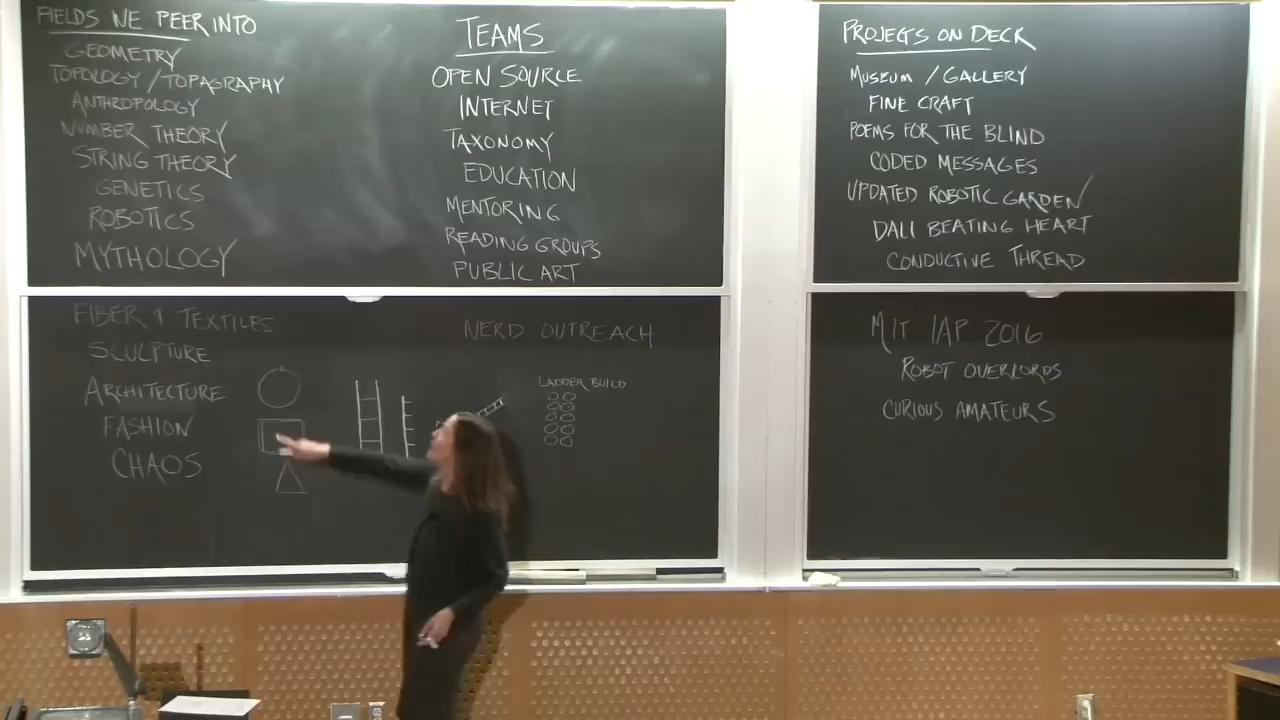 FIELDS WE PEER INTO
GEOMETRY
TOPOLOGY / TOPAGRAPHY
ANTHROPOLOGY
NUMBER THEORY
STRING THEORY
GENETICS
ROBOTICS
MYTHOLOGY
FIBER & TEXTILES
SCULPTURE
ARCHITECTURE
FASHION
CHAOS
TEAMS
OPEN SOURCE
INTERNET
TAXONOMY
EDUCATION
MENTORING
READING GROUPS
PUBLIC ART
NERD OUTREACH
LADDER BUILD
PROJECTS ON DECK
MUSEUM / GALLERY
FINE CRAFT
POEMS FOR THE BLIND
CODED MESSAGES
UPDATED ROBOTIC GARDEN
DALI BEATING HEART
CONDUCTIVE THREAD
MIT IAP 2016
ROBOT OVERLORDS
CURIOUS AMATEURS